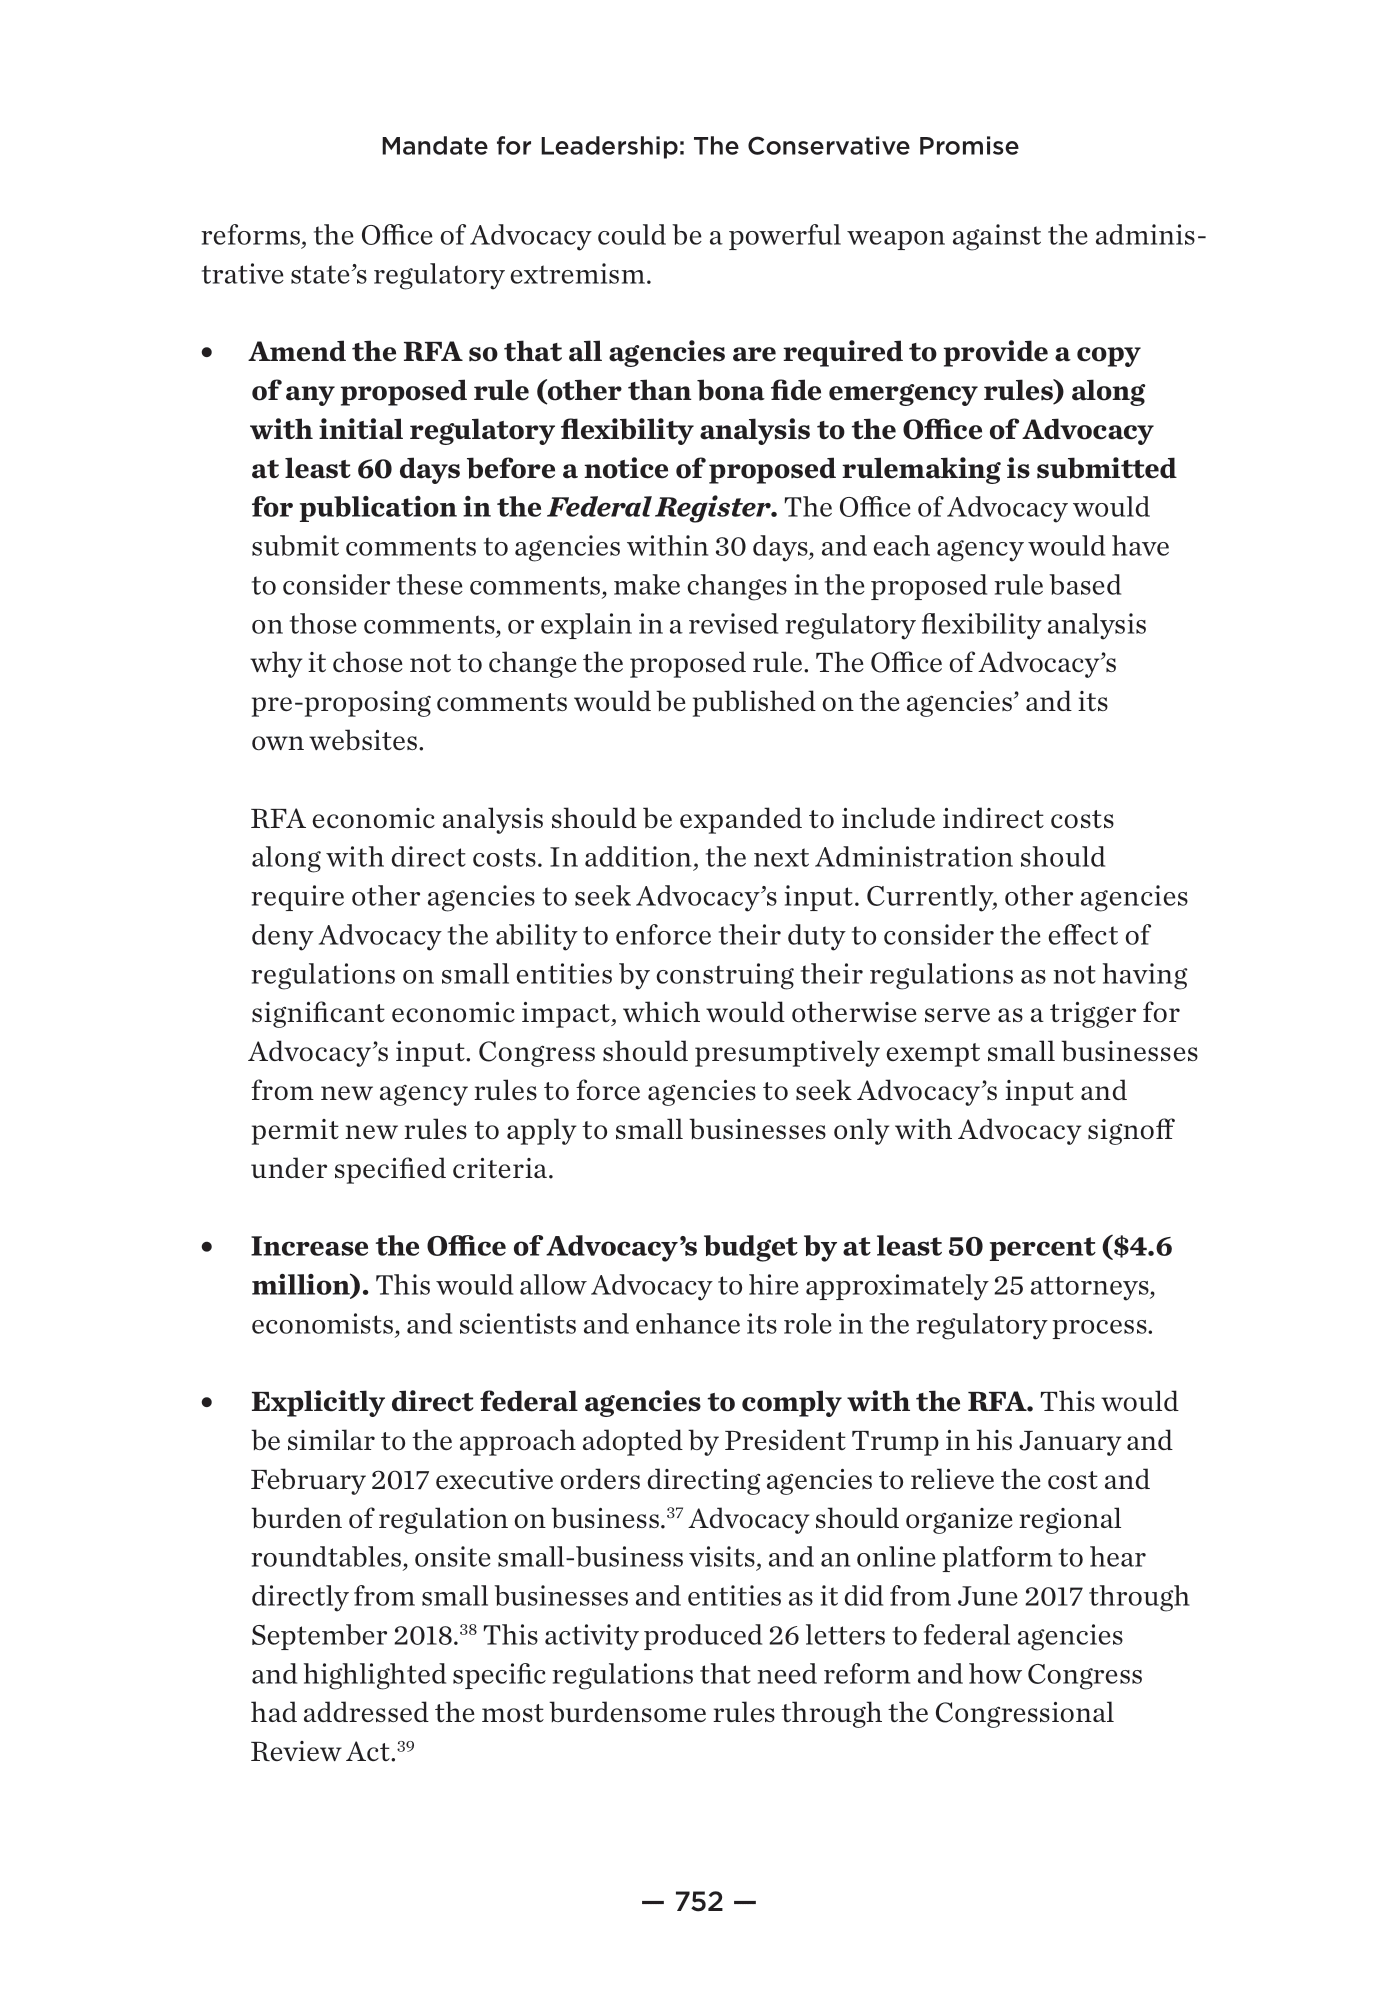 Mandate for Leadership: The Conservative Promise
reforms, the Office of Advocacy could be a powerful weapon against the adminis-
trative state’s regulatory extremism.
• Amend the RFA so that all agencies are required to provide a copy
of any proposed rule (other than bona fide emergency rules) along
with initial regulatory flexibility analysis to the Office of Advocacy
at least 60 days before a notice of proposed rulemaking is submitted
for publication in the Federal Register. The Office of Advocacy would
submit comments to agencies within 30 days, and each agency would have
to consider these comments, make changes in the proposed rule based
on those comments, or explain in a revised regulatory flexibility analysis
why it chose not to change the proposed rule. The Office of Advocacy’s
pre-proposing comments would be published on the agencies’ and its
own websites.
RFA economic analysis should be expanded to include indirect costs
along with direct costs. In addition, the next Administration should
require other agencies to seek Advocacy’s input. Currently, other agencies
deny Advocacy the ability to enforce their duty to consider the effect of
regulations on small entities by construing their regulations as not having
significant economic impact, which would otherwise serve as a trigger for
Advocacy’s input. Congress should presumptively exempt small businesses
from new agency rules to force agencies to seek Advocacy’s input and
permit new rules to apply to small businesses only with Advocacy signoff
under specified criteria.
• Increase the Office of Advocacy’s budget by at least 50 percent ($4.6
million). This would allow Advocacy to hire approximately 25 attorneys,
economists, and scientists and enhance its role in the regulatory process.
• Explicitly direct federal agencies to comply with the RFA. This would
be similar to the approach adopted by President Trump in his January and
February 2017 executive orders directing agencies to relieve the cost and
burden of regulation on business.37 Advocacy should organize regional
roundtables, onsite small-business visits, and an online platform to hear
directly from small businesses and entities as it did from June 2017 through
September 2018.38 This activity produced 26 letters to federal agencies
and highlighted specific regulations that need reform and how Congress
had addressed the most burdensome rules through the Congressional
Review Act.39
— 752 —